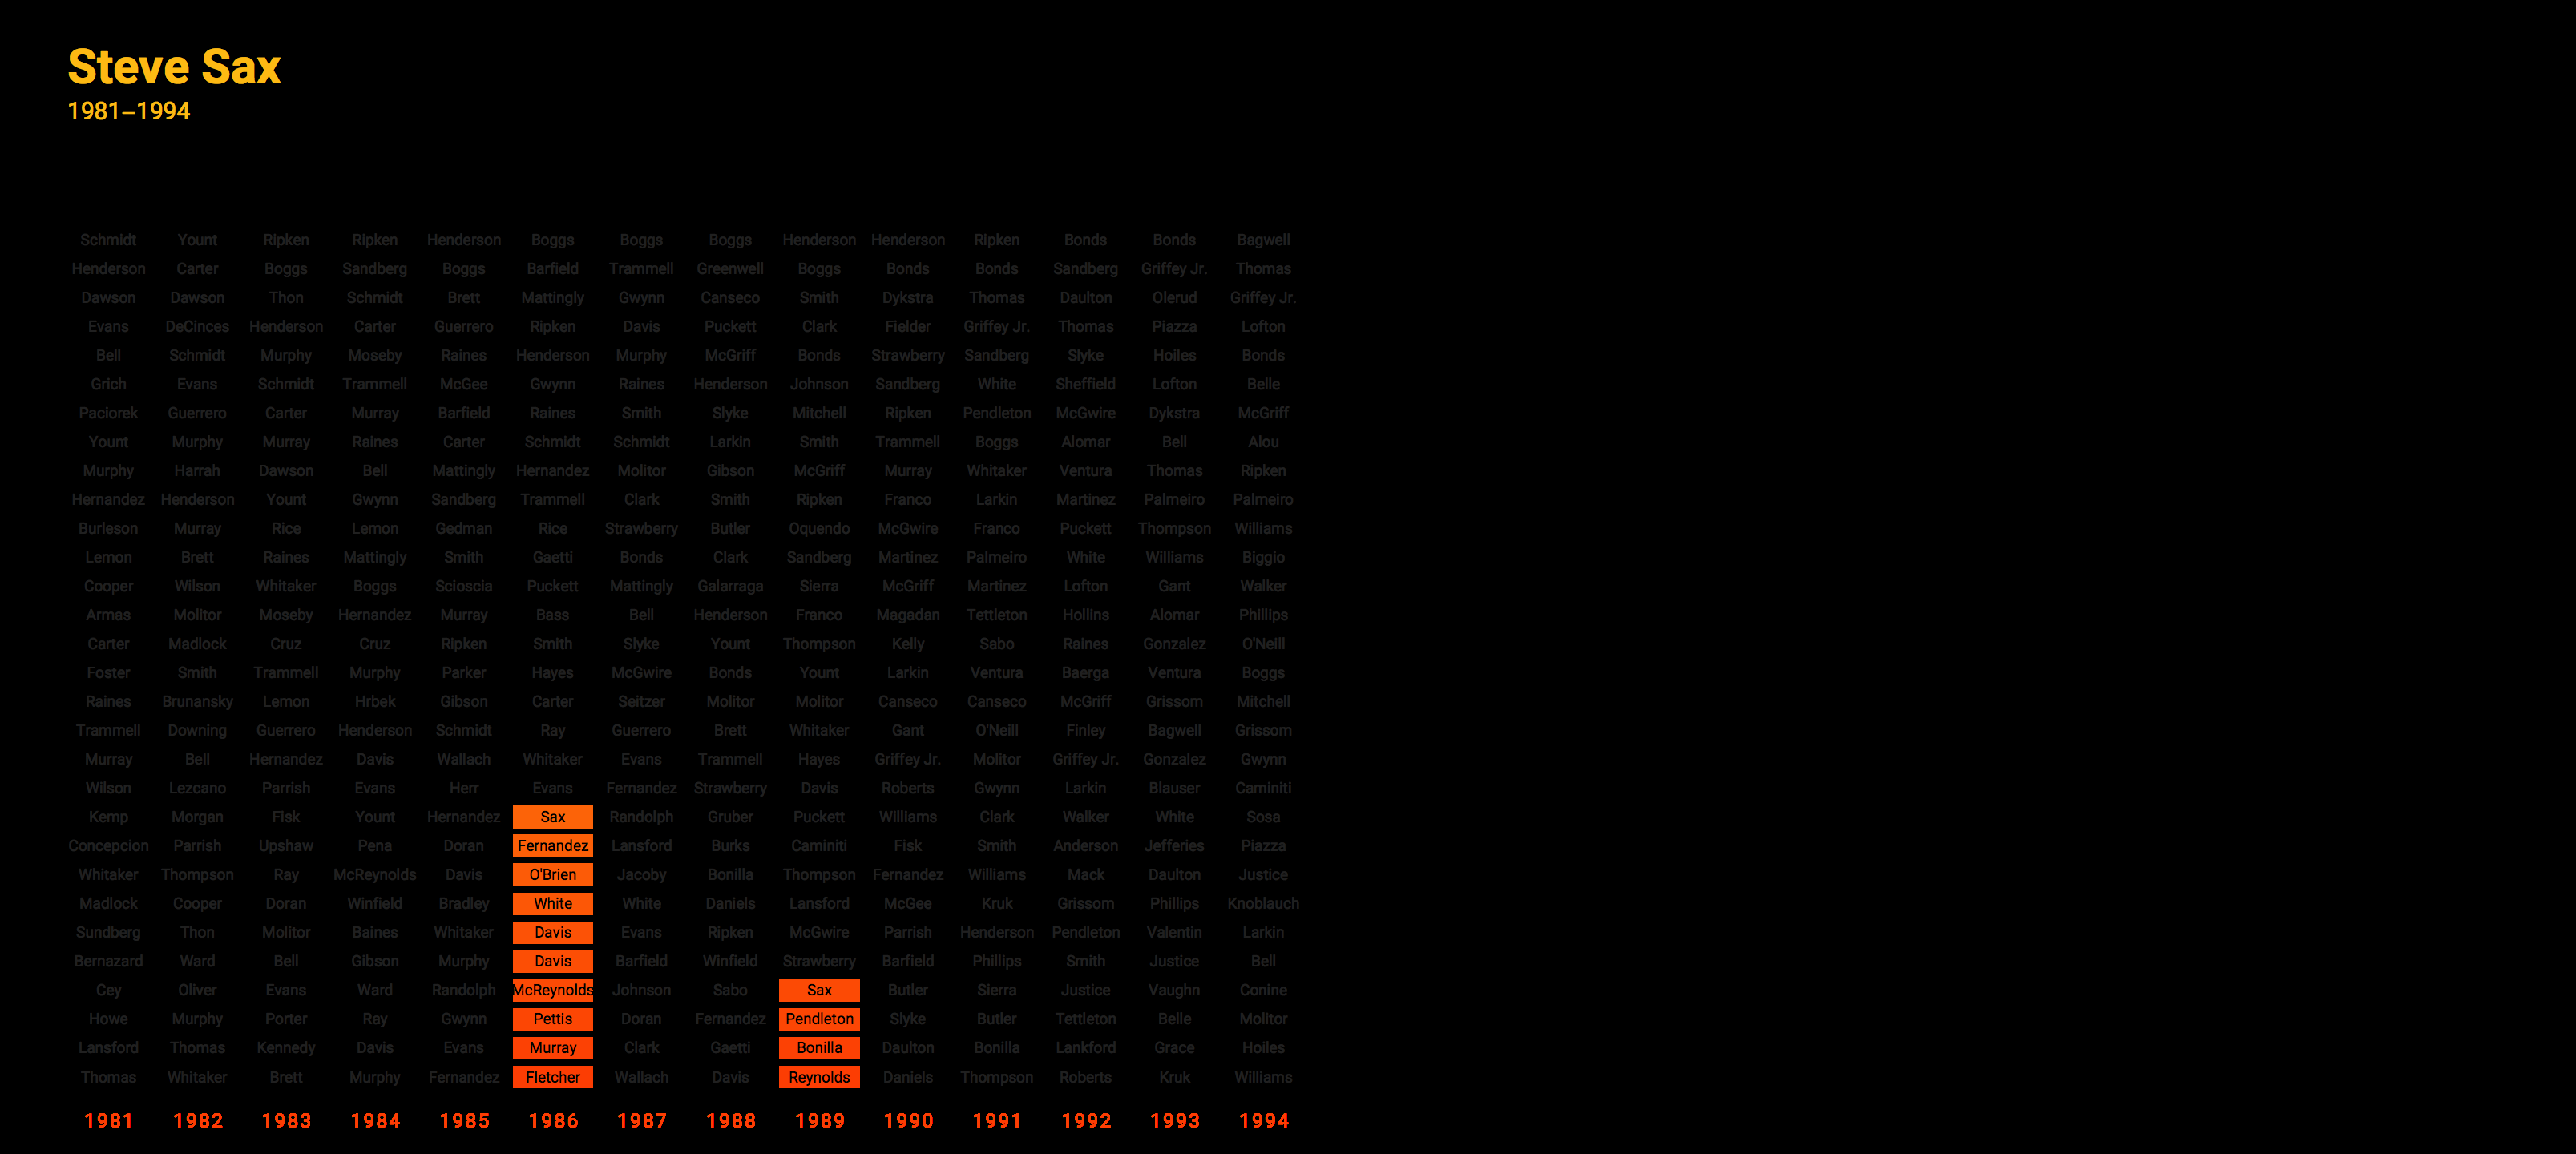 Steve Sax
1981–1994
Schmidt Yount Ripken Ripken Henderson Boggs Boggs Boggs Henderson Henderson Ripken Bonds Bonds Bagwell
Henderson Carter Boggs Sandberg Boggs Barfield Trammell Greenwell Boggs Bonds Bonds Sandberg Griffey Jr. Thomas
Dawson Dawson Thon Schmidt Brett Mattingly Gwynn Canseco Smith Dykstra Thomas Daulton Olerud Griffey Jr.
Evans DeCinces Henderson Carter Guerrero Ripken Davis Puckett Clark Fielder Griffey Jr. Thomas Piazza Lofton
Bell Schmidt Murphy Moseby Raines Henderson Murphy McGriff Bonds Strawberry Sandberg Slyke Hoiles Bonds
Grich Evans Schmidt Trammell McGee Gwynn Raines Henderson Johnson Sandberg White Sheffield Lofton Belle
Paciorek Guerrero Carter Murray Barfield Raines Smith Slyke Mitchell Ripken Pendleton McGwire Dykstra McGriff
Yount Murphy Murray Raines Carter Schmidt Schmidt Larkin Smith Trammell Boggs Alomar Bell Alou
Murphy Harrah Dawson Bell Mattingly Hernandez Molitor Gibson McGriff Murray Whitaker Ventura Thomas Ripken
Hernandez Henderson Yount Gwynn Sandberg Trammell Clark Smith Ripken Franco Larkin Martinez Palmeiro Palmeiro
Burleson Murray Rice Lemon Gedman Rice Strawberry Butler Oquendo McGwire Franco Puckett Thompson Williams
Lemon Brett Raines Mattingly Smith Gaetti Bonds Clark Sandberg Martinez Palmeiro White Williams Biggio
Cooper Wilson Whitaker Boggs Scioscia Puckett Mattingly Galarraga Sierra McGriff Martinez Lofton Gant Walker
Armas Molitor Moseby Hernandez Murray Bass Bell Henderson Franco Magadan Tettleton Hollins Alomar Phillips
Carter Madlock Cruz Cruz Ripken Smith Slyke Yount Thompson Kelly Sabo Raines Gonzalez O'Neill
Foster Smith Trammell Murphy Parker Hayes McGwire Bonds Yount Larkin Ventura Baerga Ventura Boggs
Raines Brunansky Lemon Hrbek Gibson Carter Seitzer Molitor Molitor Canseco Canseco McGriff Grissom Mitchell
Trammell Downing Guerrero Henderson Schmidt Ray Guerrero Brett Whitaker Gant O'Neill Finley Bagwell Grissom
Murray Bell Hernandez Davis Wallach Whitaker Evans Trammell Hayes Griffey Jr. Molitor Griffey Jr. Gonzalez Gwynn
Wilson Lezcano Parrish Evans Herr Evans Fernandez Strawberry Davis Roberts Gwynn Larkin Blauser Caminiti
Kemp Morgan Fisk Yount Hernandez Sax Randolph Gruber Puckett Williams Clark Walker White Sosa
Concepcion Parrish Upshaw Pena Doran Fernandez Lansford Burks Caminiti Fisk Smith Anderson Jefferies Piazza
Whitaker Thompson Ray McReynolds Davis O'Brien Jacoby Bonilla Thompson Fernandez Williams Mack Daulton Justice
Madlock Cooper Doran Winfield Bradley White White Daniels Lansford McGee Kruk Grissom Phillips Knoblauch
Sundberg Thon Molitor Baines Whitaker Davis Evans Ripken McGwire Parrish Henderson Pendleton Valentin Larkin
Bernazard Ward Bell Gibson Murphy Davis Barfield Winfield Strawberry Barfield Phillips Smith Justice Bell
Cey Oliver Evans Ward Randolph McReynolds Johnson Sabo Sax Butler Sierra Justice Vaughn Conine
Howe Murphy Porter Ray Gwynn Pettis Doran Fernandez Pendleton Slyke Butler Tettleton Belle Molitor
Lansford Thomas Kennedy Davis Evans Murray Clark Gaetti Bonilla Daulton Bonilla Lankford Grace Hoiles
Thomas Whitaker Brett Murphy Fernandez Fletcher Wallach Davis Reynolds Daniels Thompson Roberts Kruk Williams
1981 1982 1983 1984 1985 1986 1987 1988 1989 1990 1991 1992 1993 1994